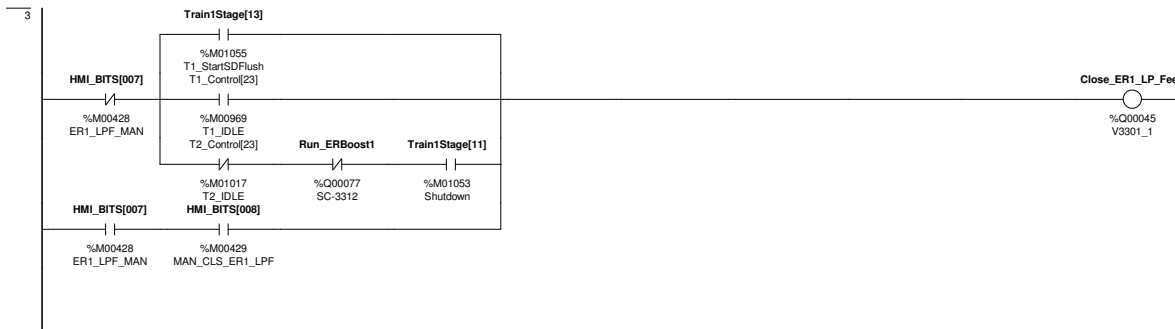 3
Train1Stage[13]
%M01055
T1_StartSDFlush
HMI_BITS[007]
T1_Control[23]
Close_ER1_LP_Fee
%M00428
ER1_LPF_MAN
%M00969
T1_IDLE
%Q00045
V3301_1
T2_Control[23]
Run_ERBoost1
Train1Stage[11]
%M01017
T2_IDLE
%Q00077
SC-3312
%M01053
Shutdown
HMI_BITS[007]
HMI_BITS[008]
%M00428
ER1_LPF_MAN
%M00429
MAN_CLS_ER1_LPF